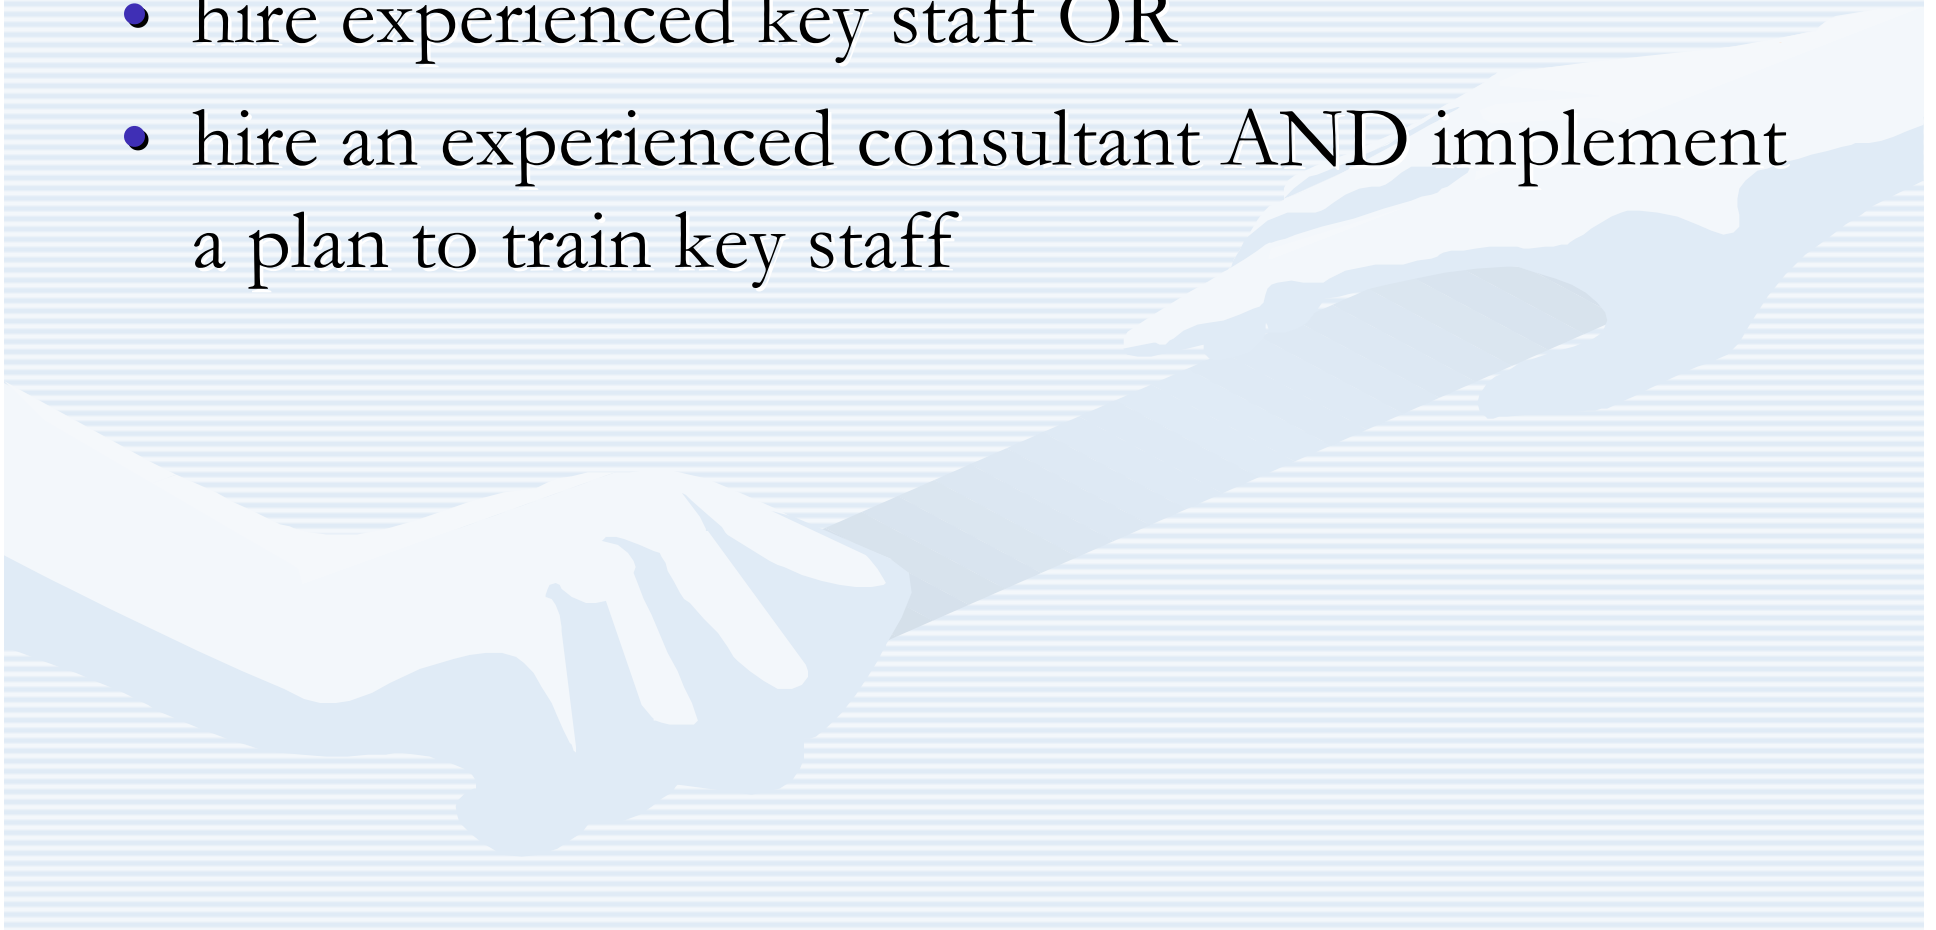 • hire experienced key staff OR
• hire an experienced consultant AND implement
a plan to train key staff